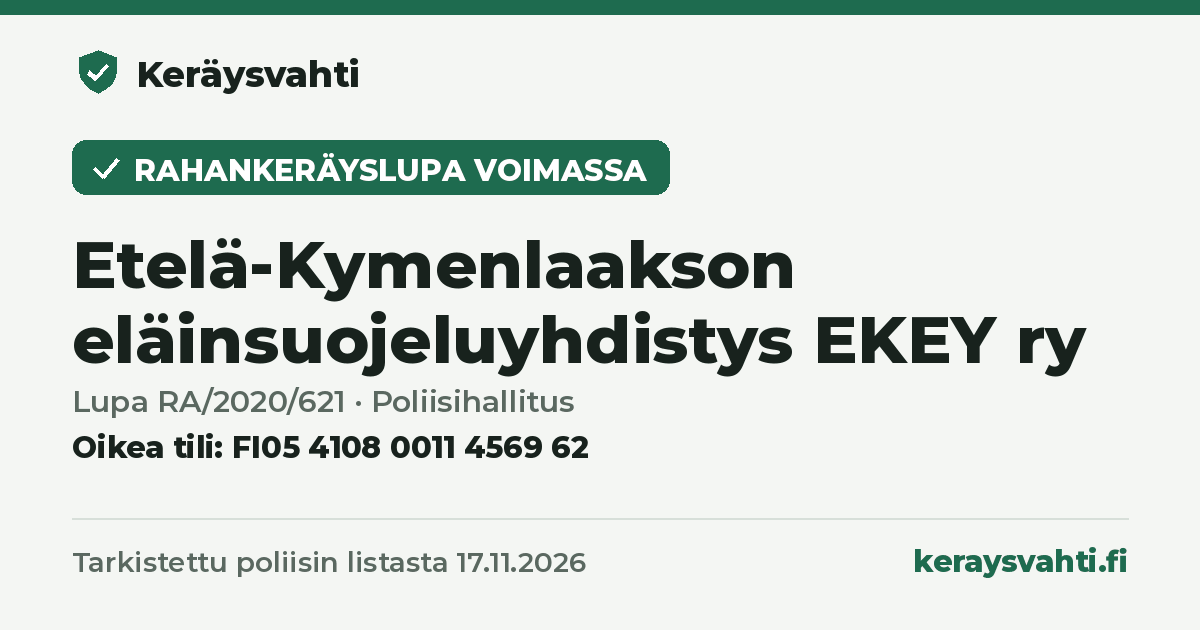 Keräysvahti
RAHANKERÄYSLUPA VOIMASSA
Etelä-Kymenlaakson
eläinsuojeluyhdistys EKEY ry
Lupa RA/2020/621 · Poliisihallitus
Oikea tili: FI05 4108 0011 4569 62
Tarkistettu poliisin listasta 17.11.2026
keraysvahti.fi